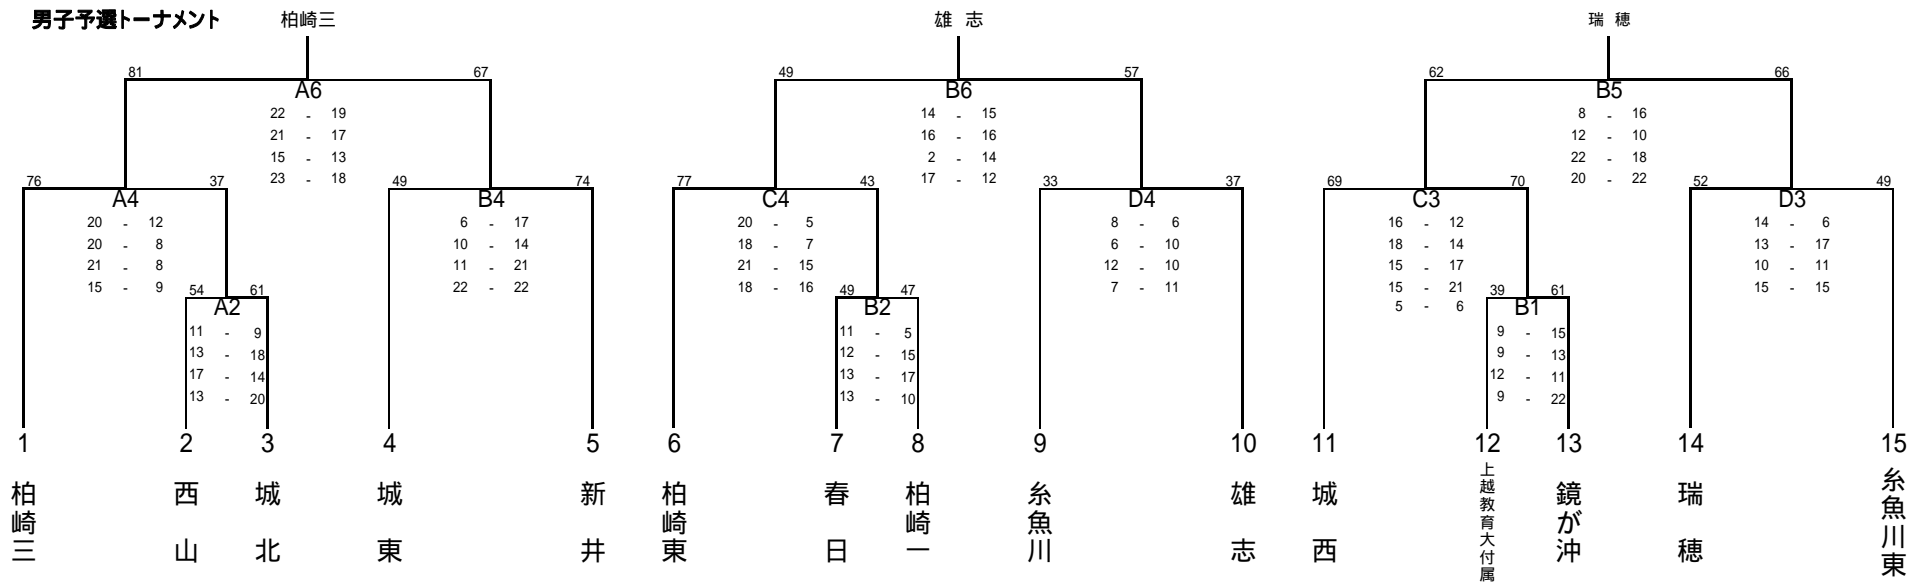 男子予選トーナメント 柏崎三 雄 志 瑞 穂
81 67 49 57 62 66
A6 B6 B5
22 - 19 14 - 15 8 - 16
21 - 17 16 - 16 12 - 10
15 - 13 2 - 14 22 - 18
23 - 18 17 - 12 20 - 22
76 37 49 74 77 43 33 37 69 70 52 49
A4 B4 C4 D4 C3 D3
20 - 12 6 - 17 20 - 5 8 - 6 16 - 12 14 - 6
20 - 8 10 - 14 18 - 7 6 - 10 18 - 14 13 - 17
21 - 8 11 - 21 21 - 15 12 - 10 15 - 17 10 - 11
15 - 9 22 - 22 18 - 16 7 - 11 15 - 21 15 - 15
5 - 6
54 61 49 47 39 61
A2 B2 B1
11 - 9 11 - 5 9 - 15
13 - 18 12 - 15 9 - 13
17 - 14 13 - 17 12 - 11
13 - 20 13 - 10 9 - 22
1 2 3 4 5 6 7 8 9 10 11 12 13 14 15
柏崎三
西山
城北
城東
新井
柏崎東
春日
柏崎一
糸魚川
雄志
城西
上越教育大付属
鏡が沖
瑞穂
糸魚川東